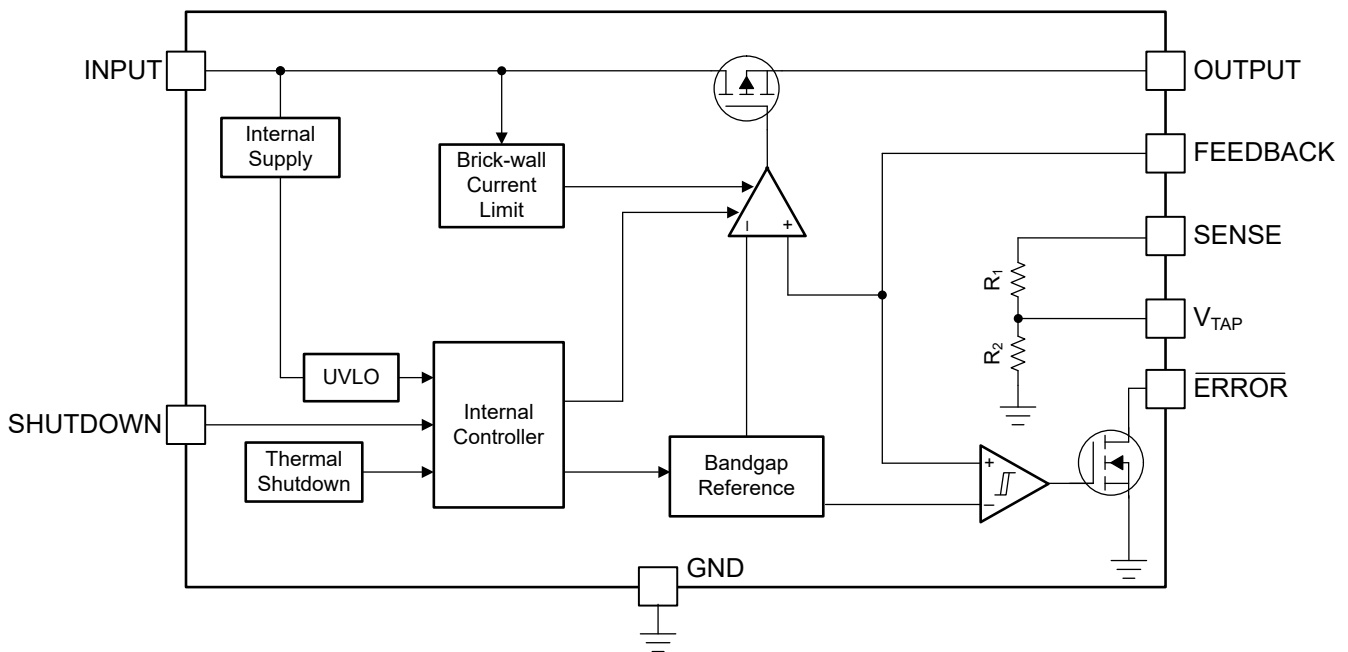 INPUT
OUTPUT
Internal
Supply
Brick-wall
Current
Limit
FEEDBACK
– +
SENSE
R1
VTAP
R2
UVLO
ERROR
SHUTDOWN
Internal
Controller
Thermal
Shutdown
Bandgap
Reference
+
–
GND